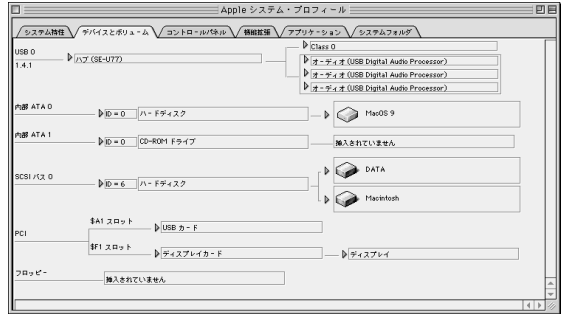 Apple システム・プロフィール
システム特性 デバイスとボリューム コントロールパネル 機能拡張 アプリケーション システムフォルダ
USB 0
1.4.1
ハブ (SE-U77)
Class 0
オーディオ (USB Digital Audio Processor)
オーディオ (USB Digital Audio Processor)
オーディオ (USB Digital Audio Processor)
内部 ATA 0
ID = 0 ハードディスク
MacOS 9
内部 ATA 1
ID = 0 CD-ROM ドライブ
挿入されていません
SCSI バス 0
ID = 6 ハードディスク
DATA
Macintosh
PCI
$A1 スロット
USB カード
$F1 スロット
ディスプレイカード
ディスプレイ
フロッピー
挿入されていません